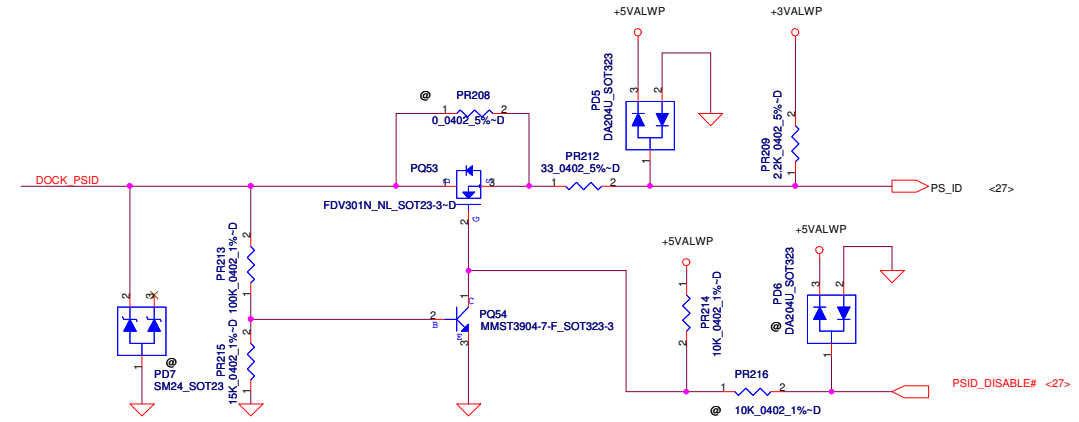 +5VALWP
+3VALWP
@
PR208
1
2
0_0402_5%~D
PD5
DA204U_SOT323
3
2
1
PR209
2.2K_0402_5%~D
2
1
PQ53
1
D
S
3
PR212
33_0402_5%~D
1
2
DOCK_PSID
PS_ID
<27>
FDV301N_NL_SOT23-3~D
2
G
+5VALWP
+5VALWP
2
PR213
100K_0402_1%~D
1
PD6
DA204U_SOT323
@
3
2
1
2
3
PD7
SM24_SOT23
@
1
2
PR215
15K_0402_1%~D
1
2
B
1
C
PQ54
MMST3904-7-F_SOT323-3
E
3
1
PR214
10K_0402_1%~D
2
PR216
1
2
@
10K_0402_1%~D
PSID_DISABLE#
<27>